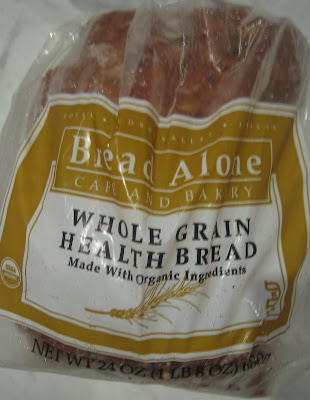 Bread Alone
CAFE AND BAKERY
WHOLE GRAIN
HEALTH BREAD
Made With Organic Ingredients
USDA
NET WT 24 OZ (1 LB 8 OZ)